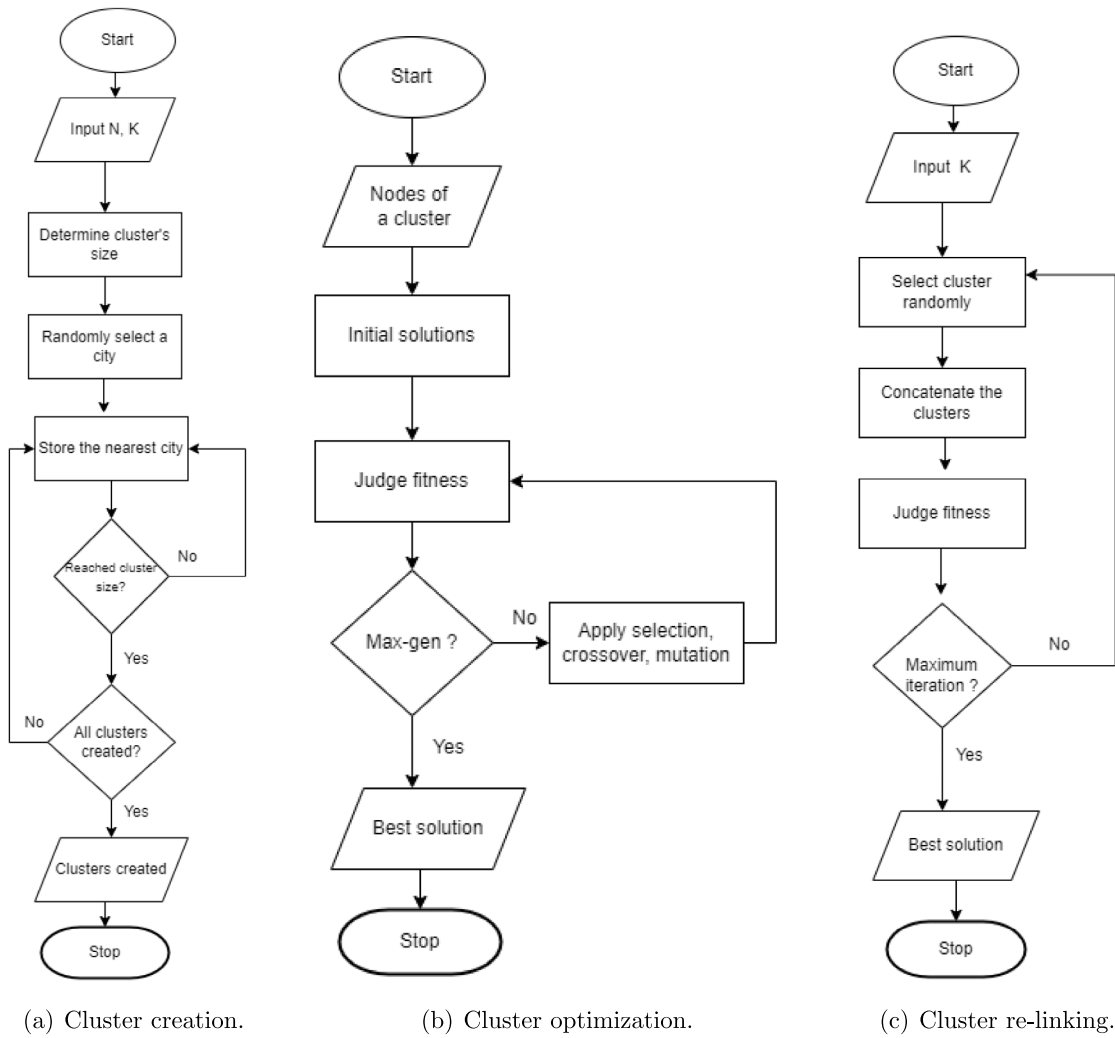 Start
Input N, K
Determine cluster's
size
Randomly select a
city
Store the nearest city
Reached cluster
size?
No
Yes
All clusters
created?
No
Yes
Clusters created
Stop
(a) Cluster creation.
Start
Nodes of
a cluster
Initial solutions
Judge fitness
Max-gen ?
No
Apply selection,
crossover, mutation
Yes
Best solution
Stop
(b) Cluster optimization.
Start
Input K
Select cluster
randomly
Concatenate the
clusters
Judge fitness
Maximum
iteration ?
No
Yes
Best solution
Stop
(c) Cluster re-linking.